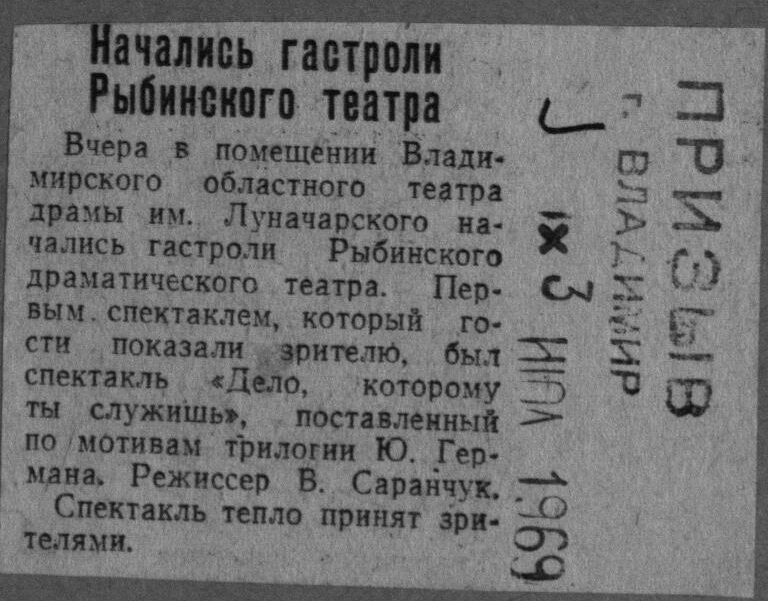 Начались гастроли
Рыбинского театра
Вчера в помещении Влади-
мирского областного театра
драмы им. Луначарского на-
чались гастроли Рыбинского
драматического театра. Пер-
вым спектаклем, который го-
сти показали зрителю, был
спектакль «Дело, которому
ты служишь», поставленный
по мотивам трилогии Ю. Гер-
мана. Режиссер В. Саранчук.
Спектакль тепло принят зри-
телями.
ПРИЗЫВ
г. ВЛАДИМИР
3 ИЮЛ 1969